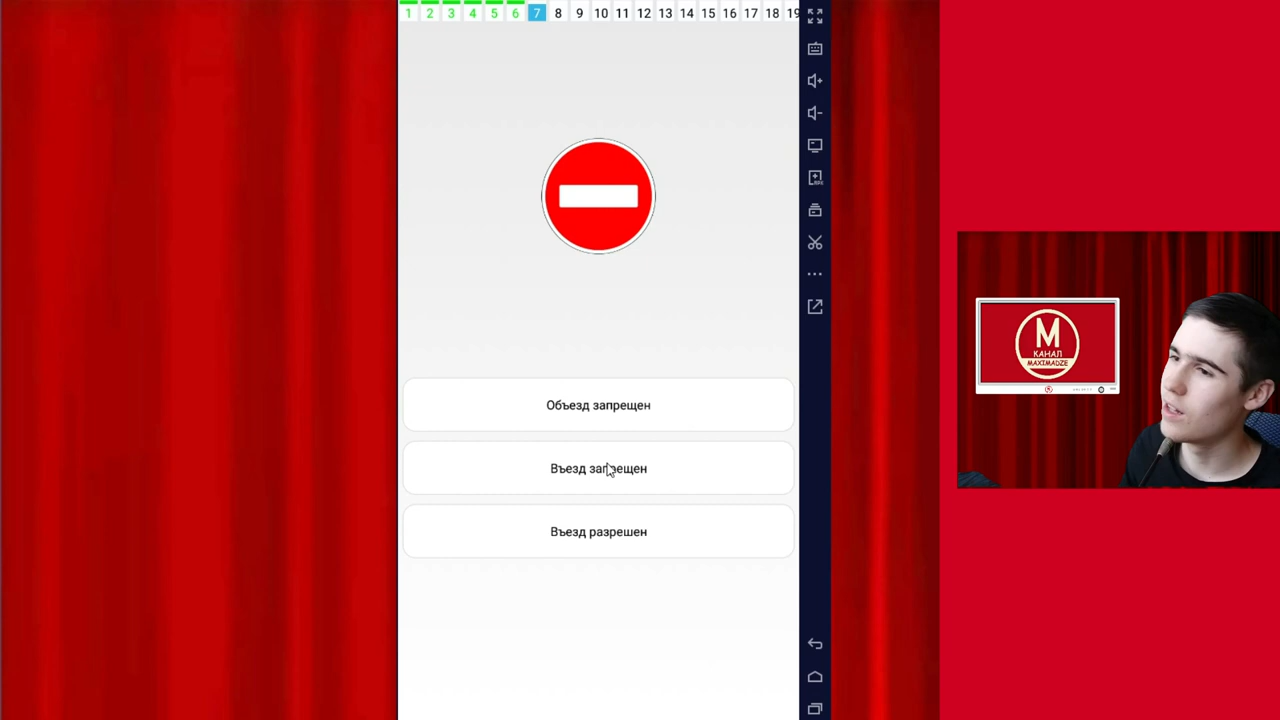 1 2 3 4 5 6 7 8 9 10 11 12 13 14 15 16 17 18 19
Объезд запрещен
Въезд запрещен
Въезд разрешен
М
КАНАЛ
MAXIMADZE